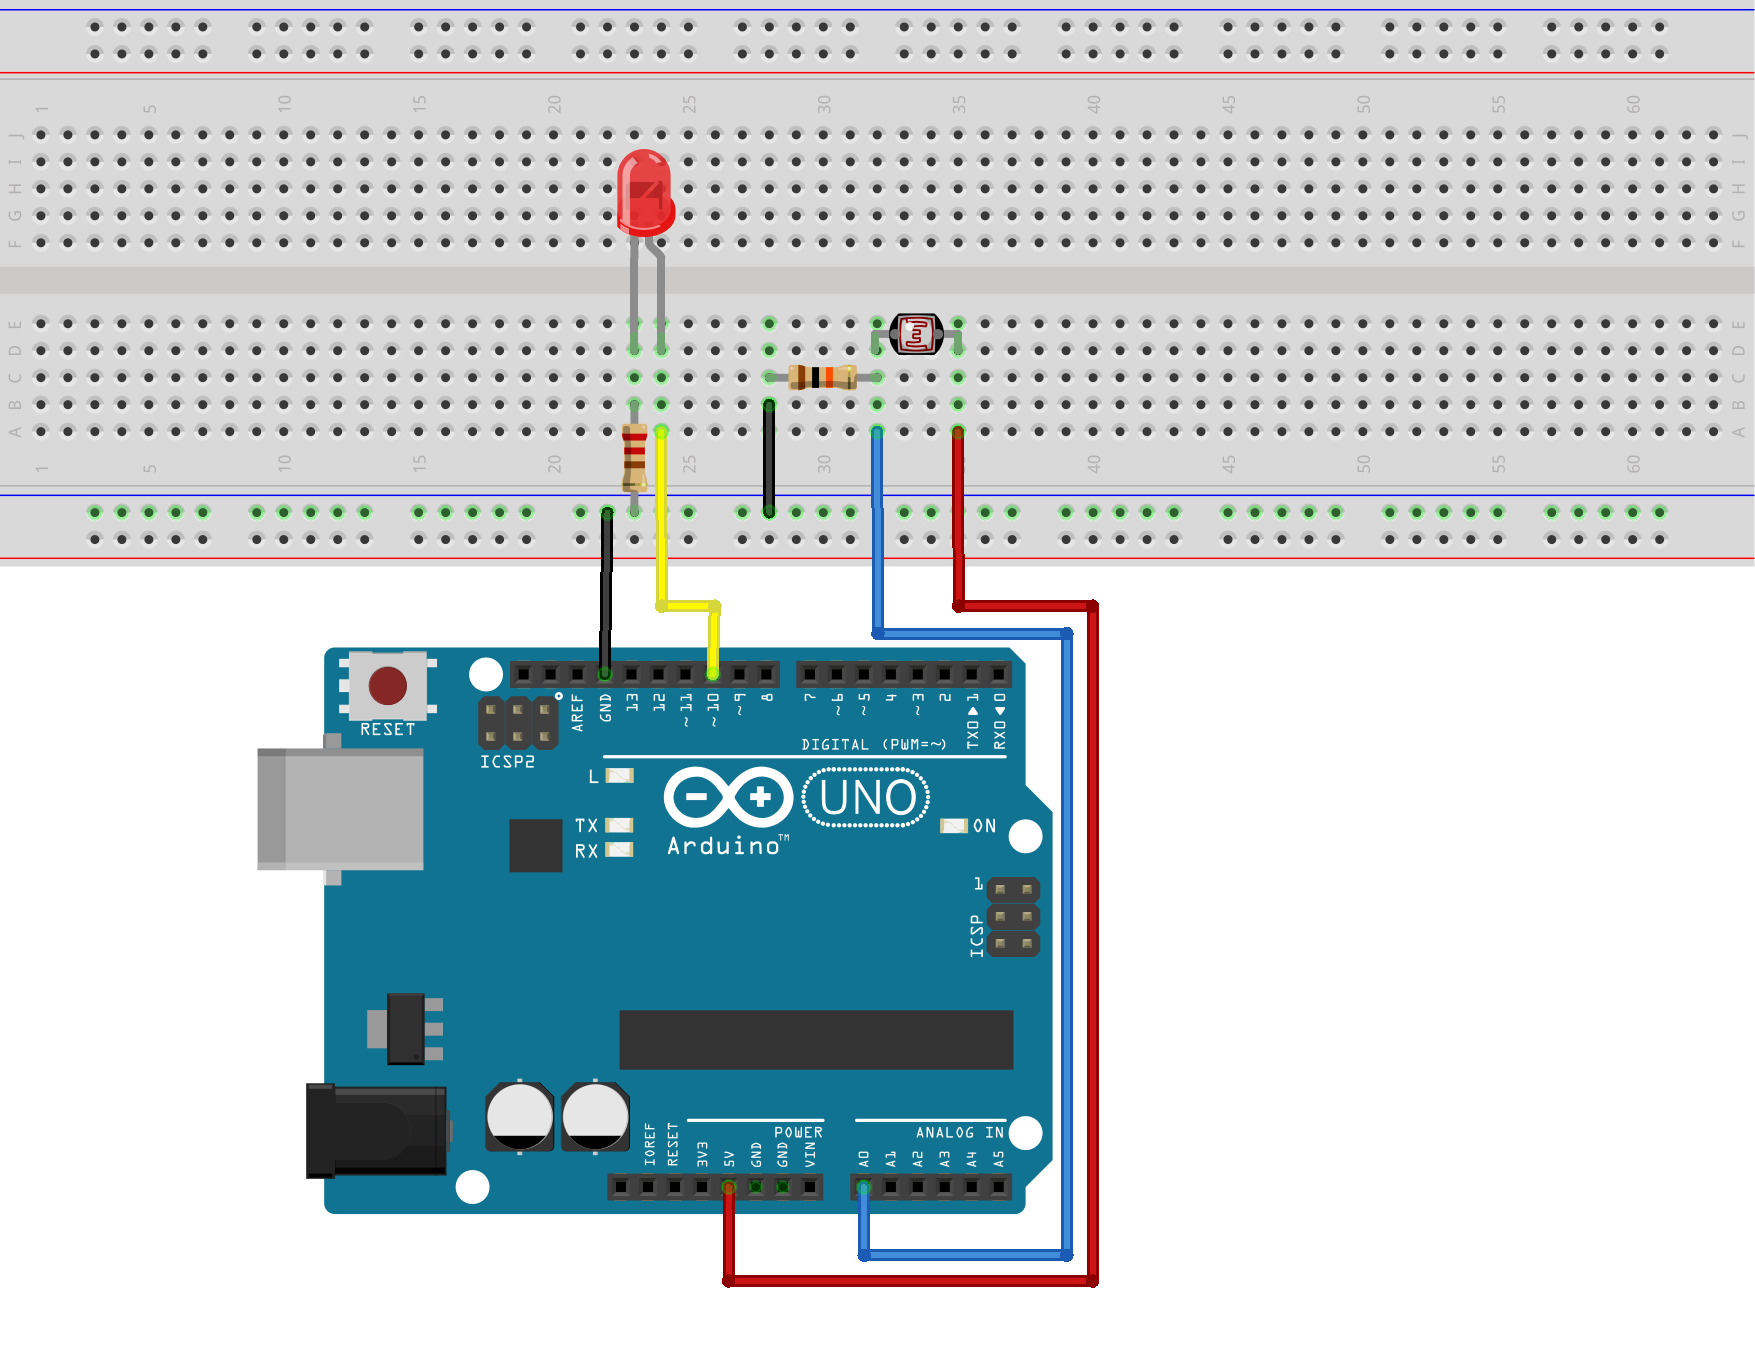 1 5 10 15 20 25 30 35 40 45 50 55 60
J J
I I
H H
G G
F F
E E
D D
C C
B B
A A
1 5 10 15 20 25 30 40 45 50 55 60
RESET
AREF GND 13 12 ~11 ~10 ~9 8 7 ~6 ~5 4 ~3 2 TX0▶1 RX0◀0
ICSP2
DIGITAL (PWM=~)
L
UNO
TX
RX
Arduino™
ON
1
ICSP
POWER
ANALOG IN
IOREF RESET 3V3 5V GND GND VIN A0 A1 A2 A3 A4 A5